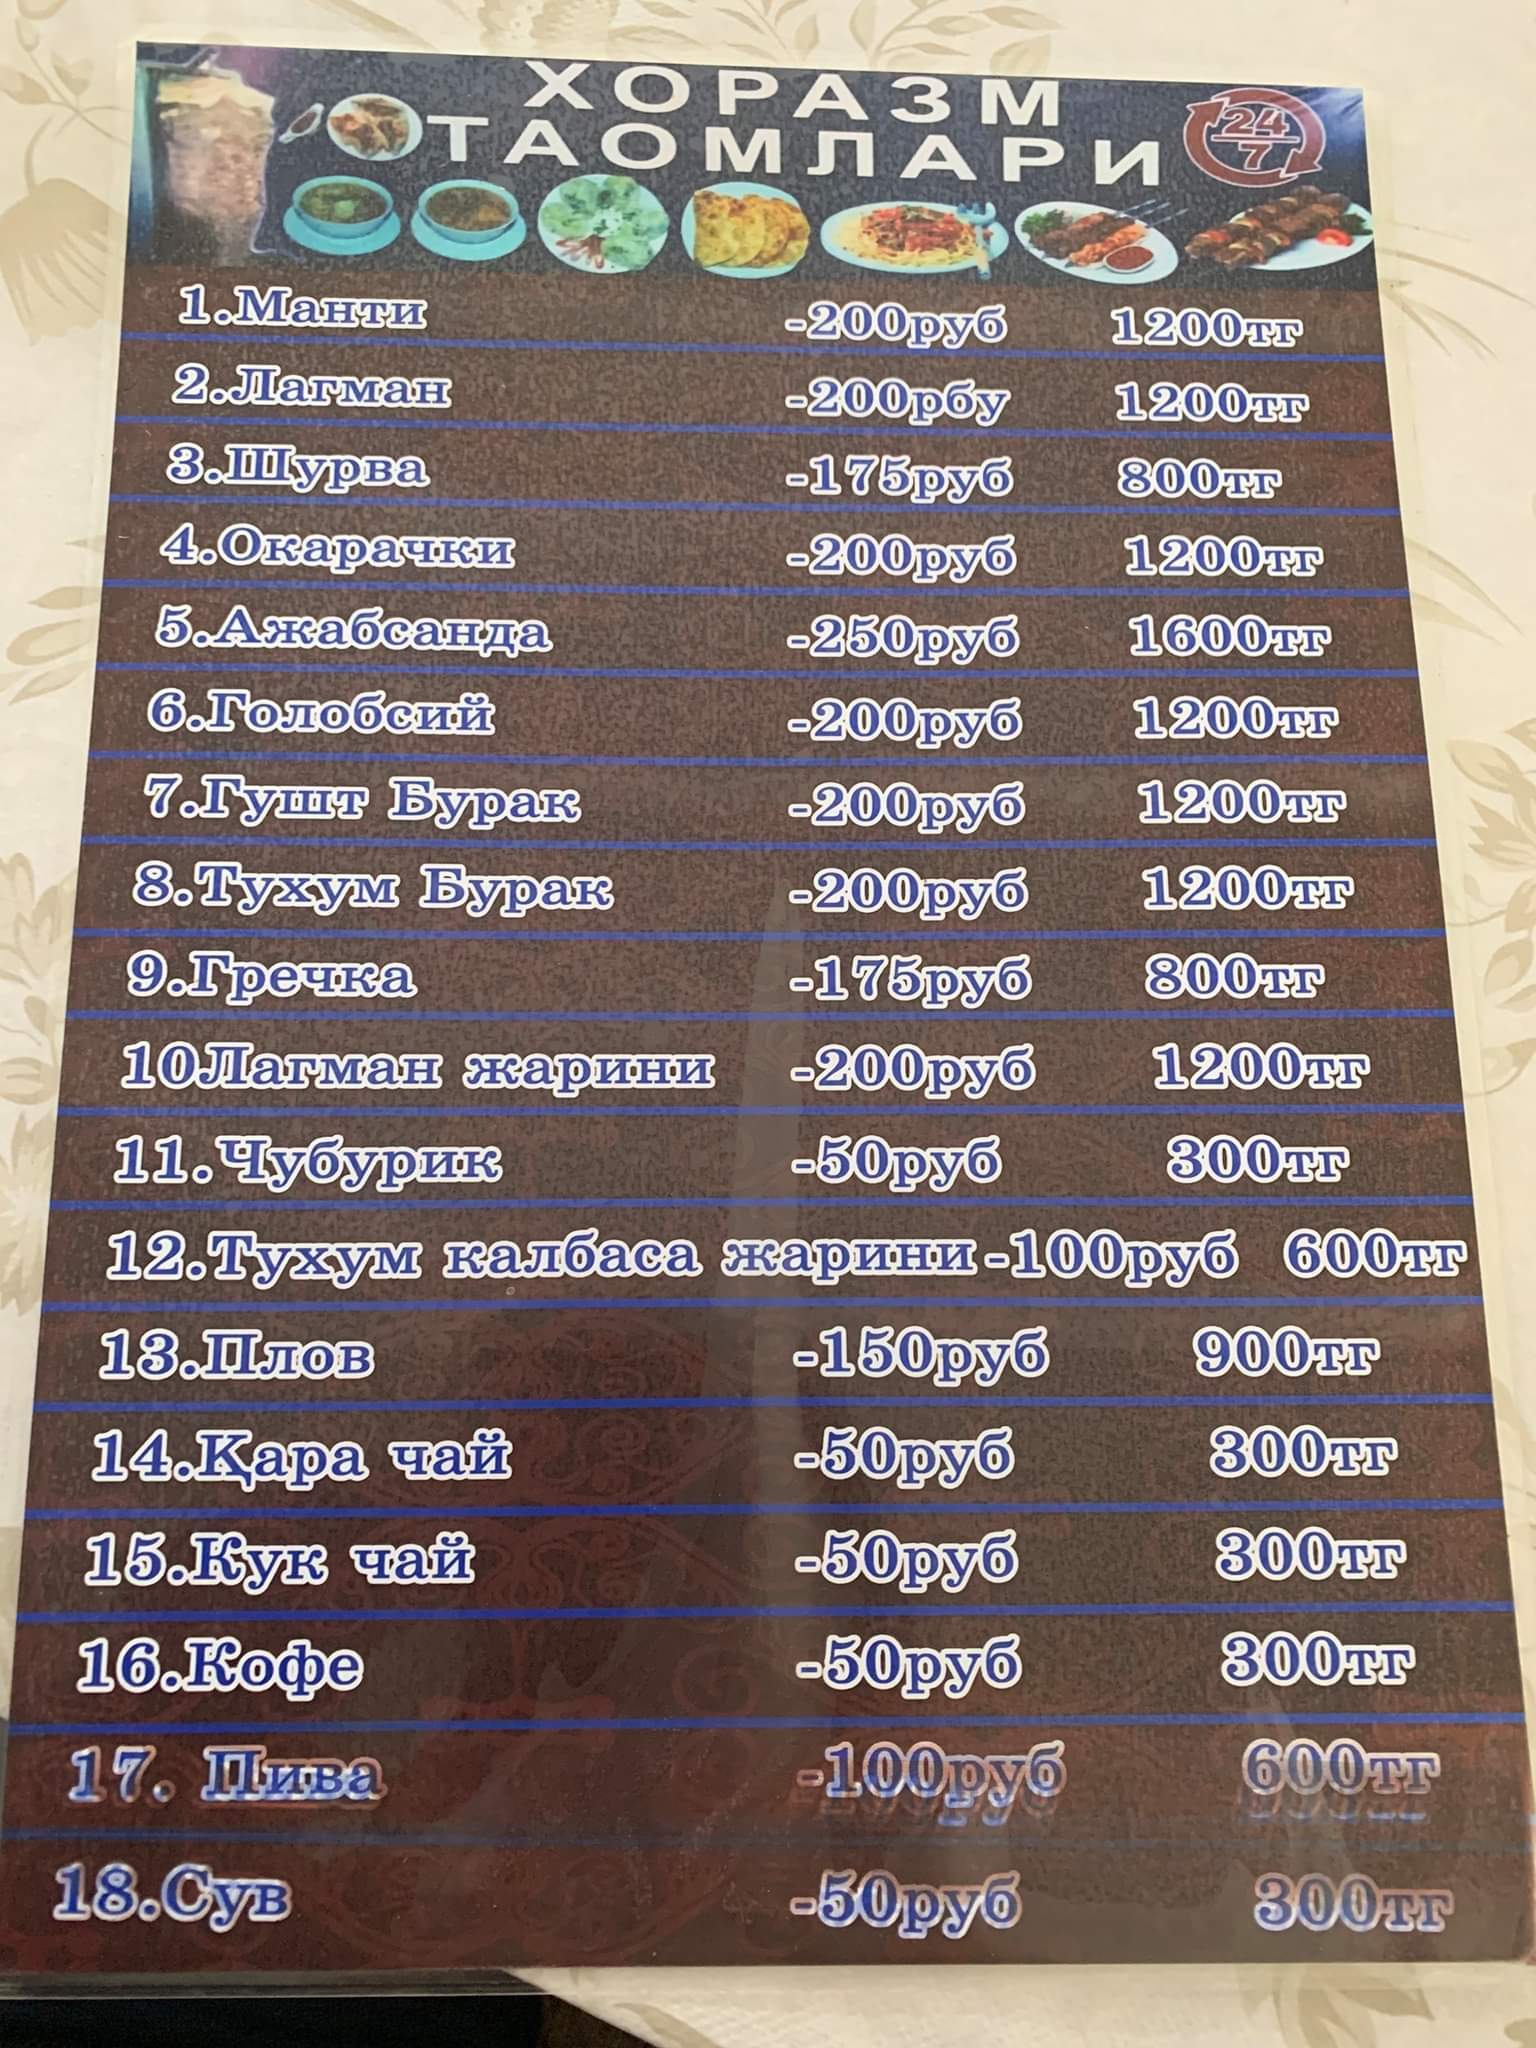 ХОРАЗМ
ТАОМЛАРИ
24
7
1.Манти -200руб 1200тг
2.Лагман -200рбу 1200тг
3.Шурва -175руб 800тг
4.Окарачки -200руб 1200тг
5.Ажабсанда -250руб 1600тг
6.Голобсий -200руб 1200тг
7.Гушт Бурак -200руб 1200тг
8.Тухум Бурак -200руб 1200тг
9.Гречка -175руб 800тг
10Лагман жарини -200руб 1200тг
11.Чубурик -50руб 300тг
12.Тухум калбаса жарини -100руб 600тг
13.Плов -150руб 900тг
14.Қара чай -50руб 300тг
15.Кук чай -50руб 300тг
16.Кофе -50руб 300тг
17. Пива -100руб 600тг
18.Сув -50руб 300тг